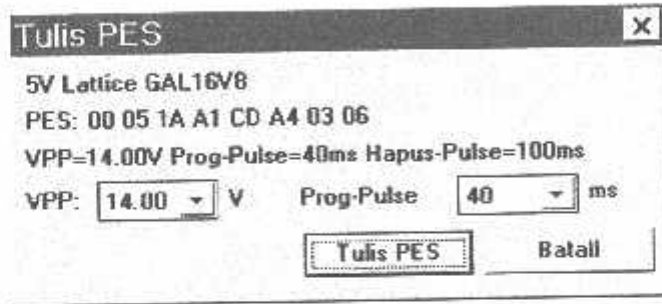 Tulis PES
5V Lattice GAL16V8
PES: 00 05 1A A1 CD A4 03 06
VPP=14.00V Prog-Pulse=40ms Hapus-Pulse=100ms
VPP: 14.00 V Prog-Pulse 40 ms
Tulis PES Batall